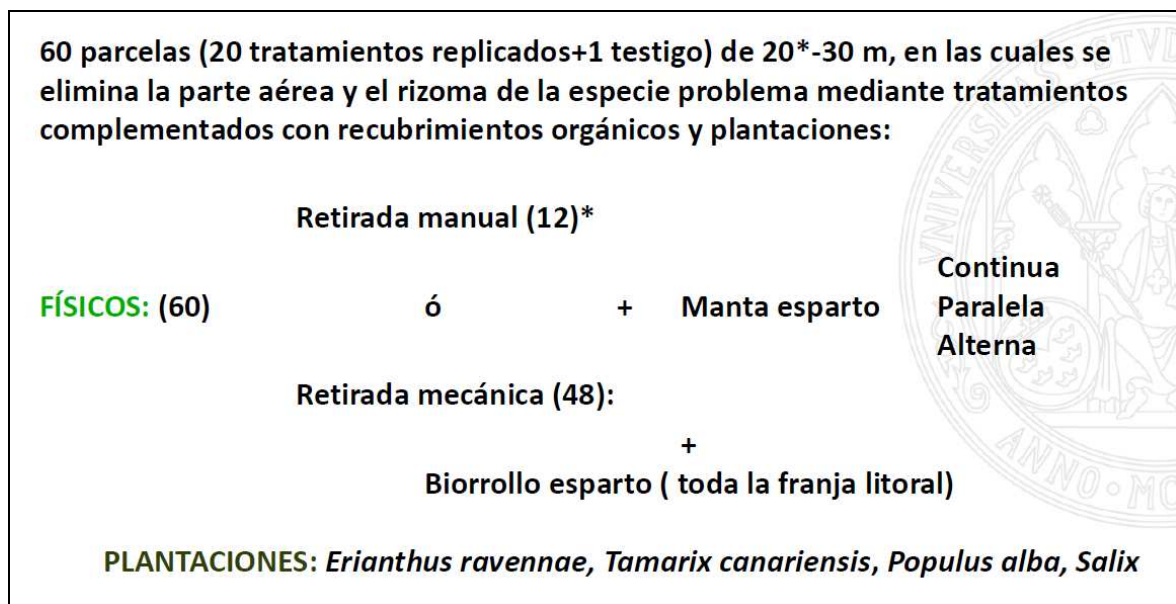 60 parcelas (20 tratamientos replicados+1 testigo) de 20*-30 m, en las cuales se
elimina la parte aérea y el rizoma de la especie problema mediante tratamientos
complementados con recubrimientos orgánicos y plantaciones:
Retirada manual (12)*
Continua
FÍSICOS: (60) ó + Manta esparto Paralela
Alterna
Retirada mecánica (48):
+
Biorrollo esparto ( toda la franja litoral)
PLANTACIONES: Erianthus ravennae, Tamarix canariensis, Populus alba, Salix